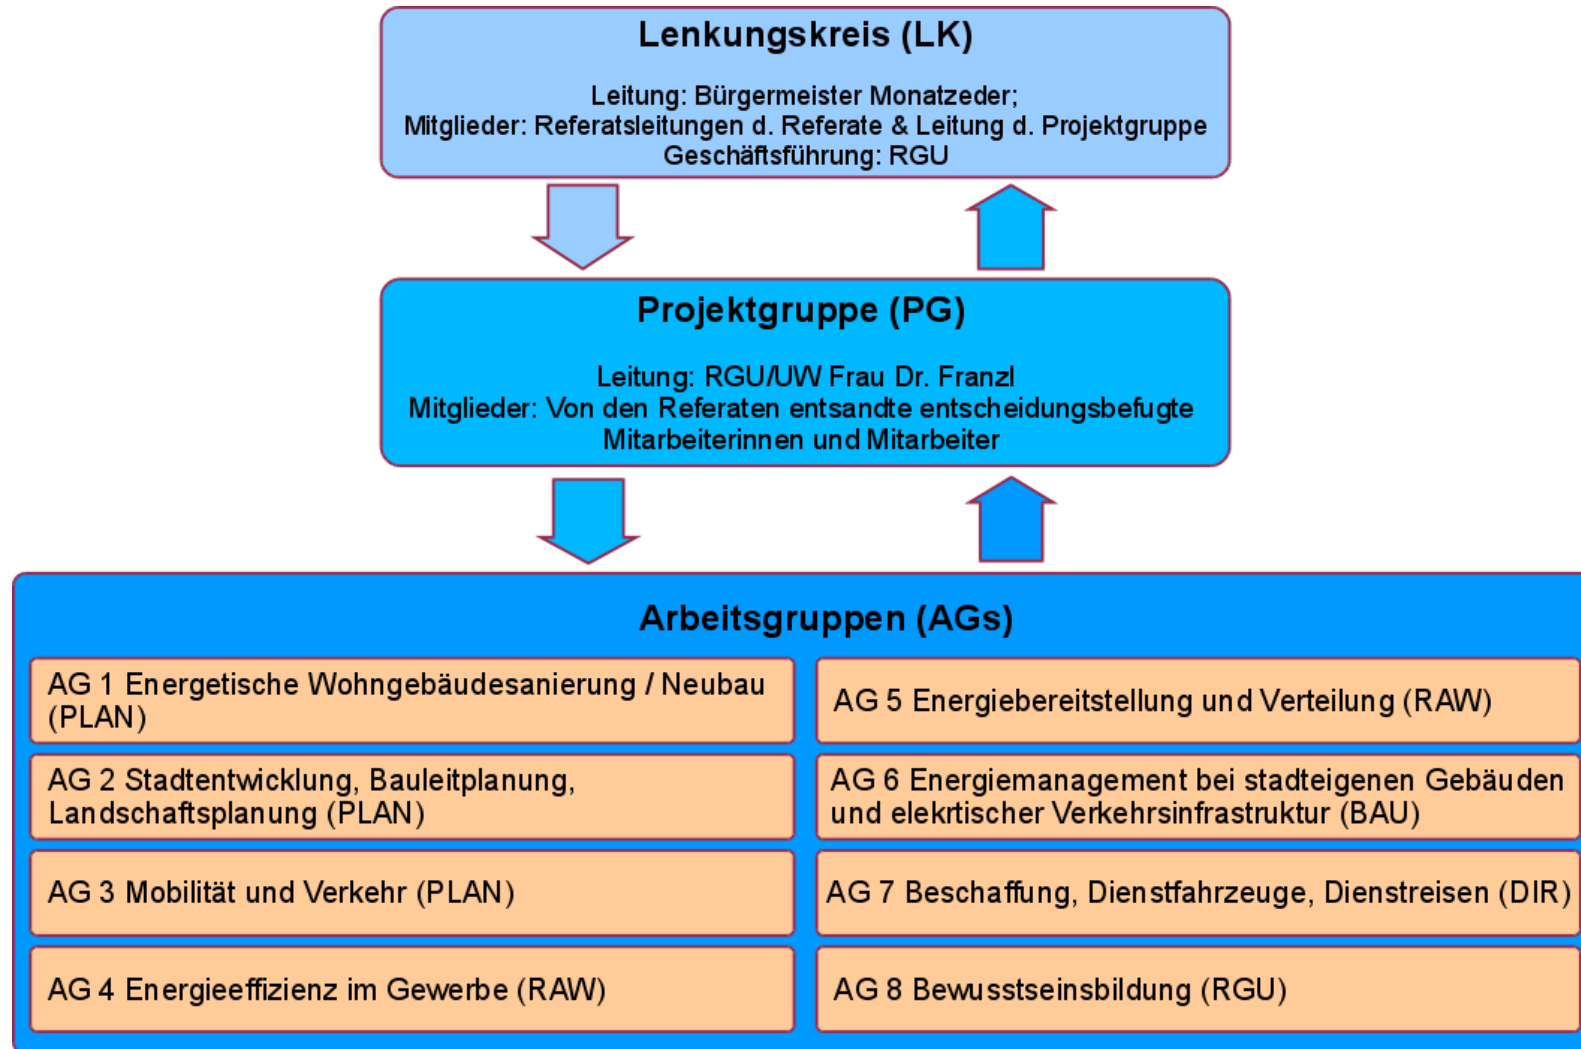 Lenkungskreis (LK)
Leitung: Bürgermeister Monatzeder;
Mitglieder: Referatsleitungen d. Referate & Leitung d. Projektgruppe
Geschäftsführung: RGU
Projektgruppe (PG)
Leitung: RGU/UW Frau Dr. Franzl
Mitglieder: Von den Referaten entsandte entscheidungsbefugte
Mitarbeiterinnen und Mitarbeiter
Arbeitsgruppen (AGs)
AG 1 Energetische Wohngebäudesanierung / Neubau
(PLAN)
AG 2 Stadtentwicklung, Bauleitplanung,
Landschaftsplanung (PLAN)
AG 3 Mobilität und Verkehr (PLAN)
AG 4 Energieeffizienz im Gewerbe (RAW)
AG 5 Energiebereitstellung und Verteilung (RAW)
AG 6 Energiemanagement bei stadteigenen Gebäuden
und elekrtischer Verkehrsinfrastruktur (BAU)
AG 7 Beschaffung, Dienstfahrzeuge, Dienstreisen (DIR)
AG 8 Bewusstseinsbildung (RGU)